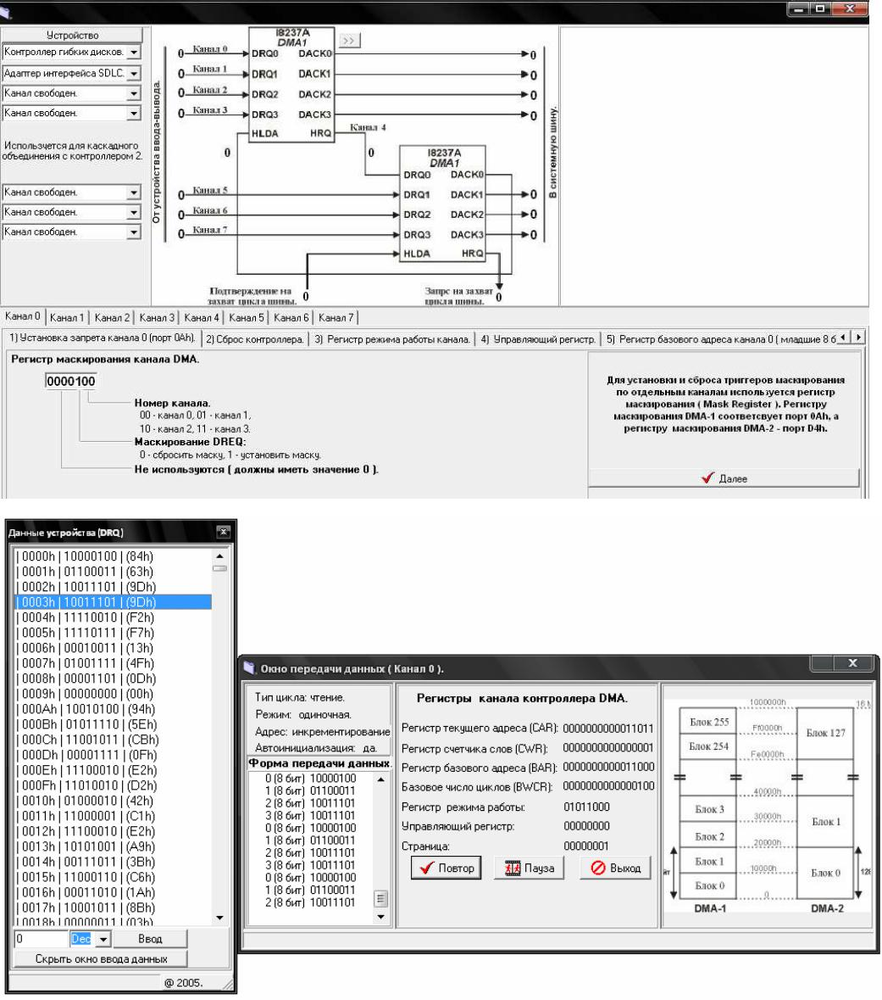 Устройство
Контроллер гибких дисков.
Адаптер интерфейса SDLC.
Канал свободен.
Канал свободен.
Используется для каскадного
объединения с контроллером 2.
Канал свободен.
Канал свободен.
Канал свободен.
От устройства ввода-вывода.
I8237A
DMA1
>>
0 Канал 0 DRQ0 DACK0 0
0 Канал 1 DRQ1 DACK1 0
0 Канал 2 DRQ2 DACK2 0
0 Канал 3 DRQ3 DACK3 0
HLDA HRQ Канал 4
0 0
I8237A
DMA1
DRQ0 DACK0
0 Канал 5 DRQ1 DACK1 0
0 Канал 6 DRQ2 DACK2 0
0 Канал 7 DRQ3 DACK3 0
HLDA HRQ
В системную шину.
Подтверждение на
захват цикла шины. 0
Запрс на захват
цикла шины. 0
Канал 0 Канал 1 Канал 2 Канал 3 Канал 4 Канал 5 Канал 6 Канал 7
1) Установка запрета канала 0 (порт 0Ah). 2) Сброс контроллера. 3) Регистр режима работы канала. 4) Управляющий регистр. 5) Регистр базового адреса канала 0 ( младшие 8 б
Регистр маскирования канала DMA.
0000100
Номер канала.
00 - канал 0, 01 - канал 1,
10 - канал 2, 11 - канал 3.
Маскирование DREQ:
0 - сбросить маску, 1 - установить маску.
Не используются ( должны иметь значение 0 ).
Для установки и сброса триггеров маскирования
по отдельным каналам используется регистр
маскирования ( Mask Register ). Регистру
маскирования DMA-1 соответсвует порт 0Ah, а
регистру маскирования DMA-2 - порт D4h.
Далее
Данные устройства (DRQ)
| 0000h | 10000100 | (84h)
| 0001h | 01100011 | (63h)
| 0002h | 10011101 | (9Dh)
| 0003h | 10011101 | (9Dh)
| 0004h | 11110010 | (F2h)
| 0005h | 11110111 | (F7h)
| 0006h | 00010011 | (13h)
| 0007h | 01001111 | (4Fh)
| 0008h | 00001101 | (0Dh)
| 0009h | 00000000 | (00h)
| 000Ah | 10010100 | (94h)
| 000Bh | 01011110 | (5Eh)
| 000Ch | 11001011 | (CBh)
| 000Dh | 00001111 | (0Fh)
| 000Eh | 11100010 | (E2h)
| 000Fh | 11010010 | (D2h)
| 0010h | 01000010 | (42h)
| 0011h | 11000001 | (C1h)
| 0012h | 11100010 | (E2h)
| 0013h | 10101001 | (A9h)
| 0014h | 00111011 | (3Bh)
| 0015h | 11000110 | (C6h)
| 0016h | 00011010 | (1Ah)
| 0017h | 10001011 | (8Bh)
| 0018h | 00000011 | (03h)
0 Dec Ввод
Скрыть окно ввода данных
@ 2005.
Окно передачи данных ( Канал 0 ).
Тип цикла: чтение.
Режим: одиночная.
Адрес: инкрементирование
Автоинициализация: да.
Форма передачи данных.
0 (8 бит) 10000100
1 (8 бит) 01100011
2 (8 бит) 10011101
3 (8 бит) 10011101
0 (8 бит) 10000100
1 (8 бит) 01100011
2 (8 бит) 10011101
3 (8 бит) 10011101
0 (8 бит) 10000100
1 (8 бит) 01100011
2 (8 бит) 10011101
Регистры канала контроллера DMA.
Регистр текущего адреса (CAR): 0000000000011011
Регистр счетчика слов (CWR): 0000000000000001
Регистр базового адреса (BAR): 0000000000011000
Базовое число циклов (BWCR): 0000000000000100
Регистр режима работы: 01011000
Управляющий регистр: 00000000
Страница: 00000001
Повтор Пауза Выход
1000000h
Блок 255
Ff0000h
Блок 127
Блок 254
Fe0000h
40000h
Блок 3
30000h
Блок 1
Блок 2
20000h
Блок 1
10000h
Блок 0
Блок 0
0
128
DMA-1 DMA-2